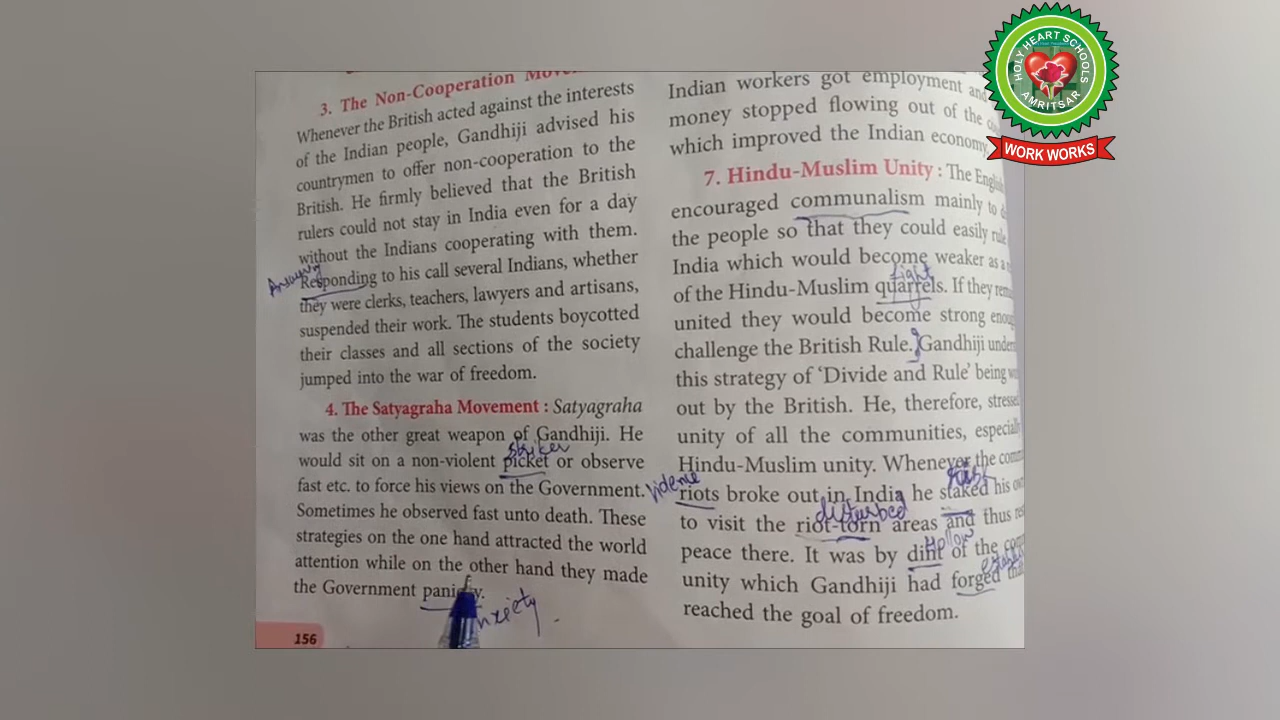 3. The Non-Cooperation
Whenever the British acted against the interests
of the Indian people, Gandhiji advised his
countrymen to offer non-cooperation to the
British. He firmly believed that the British
rulers could not stay in India even for a day
without the Indians cooperating with them.
Responding to his call several Indians, whether
they were clerks, teachers, lawyers and artisans,
suspended their work. The students boycotted
their classes and all sections of the society
jumped into the war of freedom.
4. The Satyagraha Movement : Satyagraha
was the other great weapon of Gandhiji. He
would sit on a non-violent picket or observe
fast etc. to force his views on the Government.
Sometimes he observed fast unto death. These
strategies on the one hand attracted the world
attention while on the other hand they made
the Government
156
Indian workers got employment and
money stopped flowing out of the
which improved the Indian economy
7. Hindu-Muslim Unity : The English
encouraged communalism mainly to
the people so that they could easily rule
India which would become weaker as a
fight
of the Hindu-Muslim quarrels. If they
united they would become strong
challenge the British Rule. Gandhiji
this strategy of 'Divide and Rule' being
out by the British. He, therefore,
unity of all the communities,
Hindu-Muslim unity. Whenever the
riots broke out in India he staked his
disturbed
to visit the riot-torn areas and thus
peace there. It was by dint of the
unity which Gandhiji had forged
reached the goal of freedom.
HOLY HEART SCHOOLS
AMRITSAR
WORK WORKS